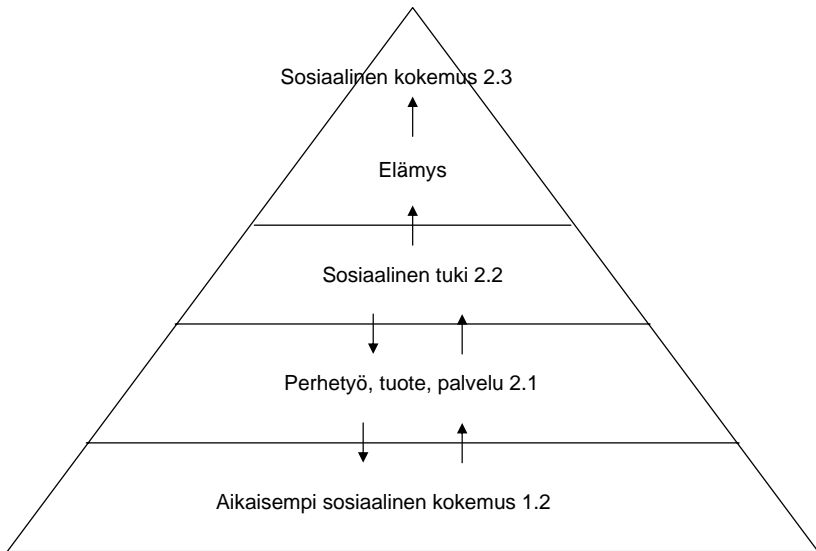 Sosiaalinen kokemus 2.3
Elämys
Sosiaalinen tuki 2.2
Perhetyö, tuote, palvelu 2.1
Aikaisempi sosiaalinen kokemus 1.2